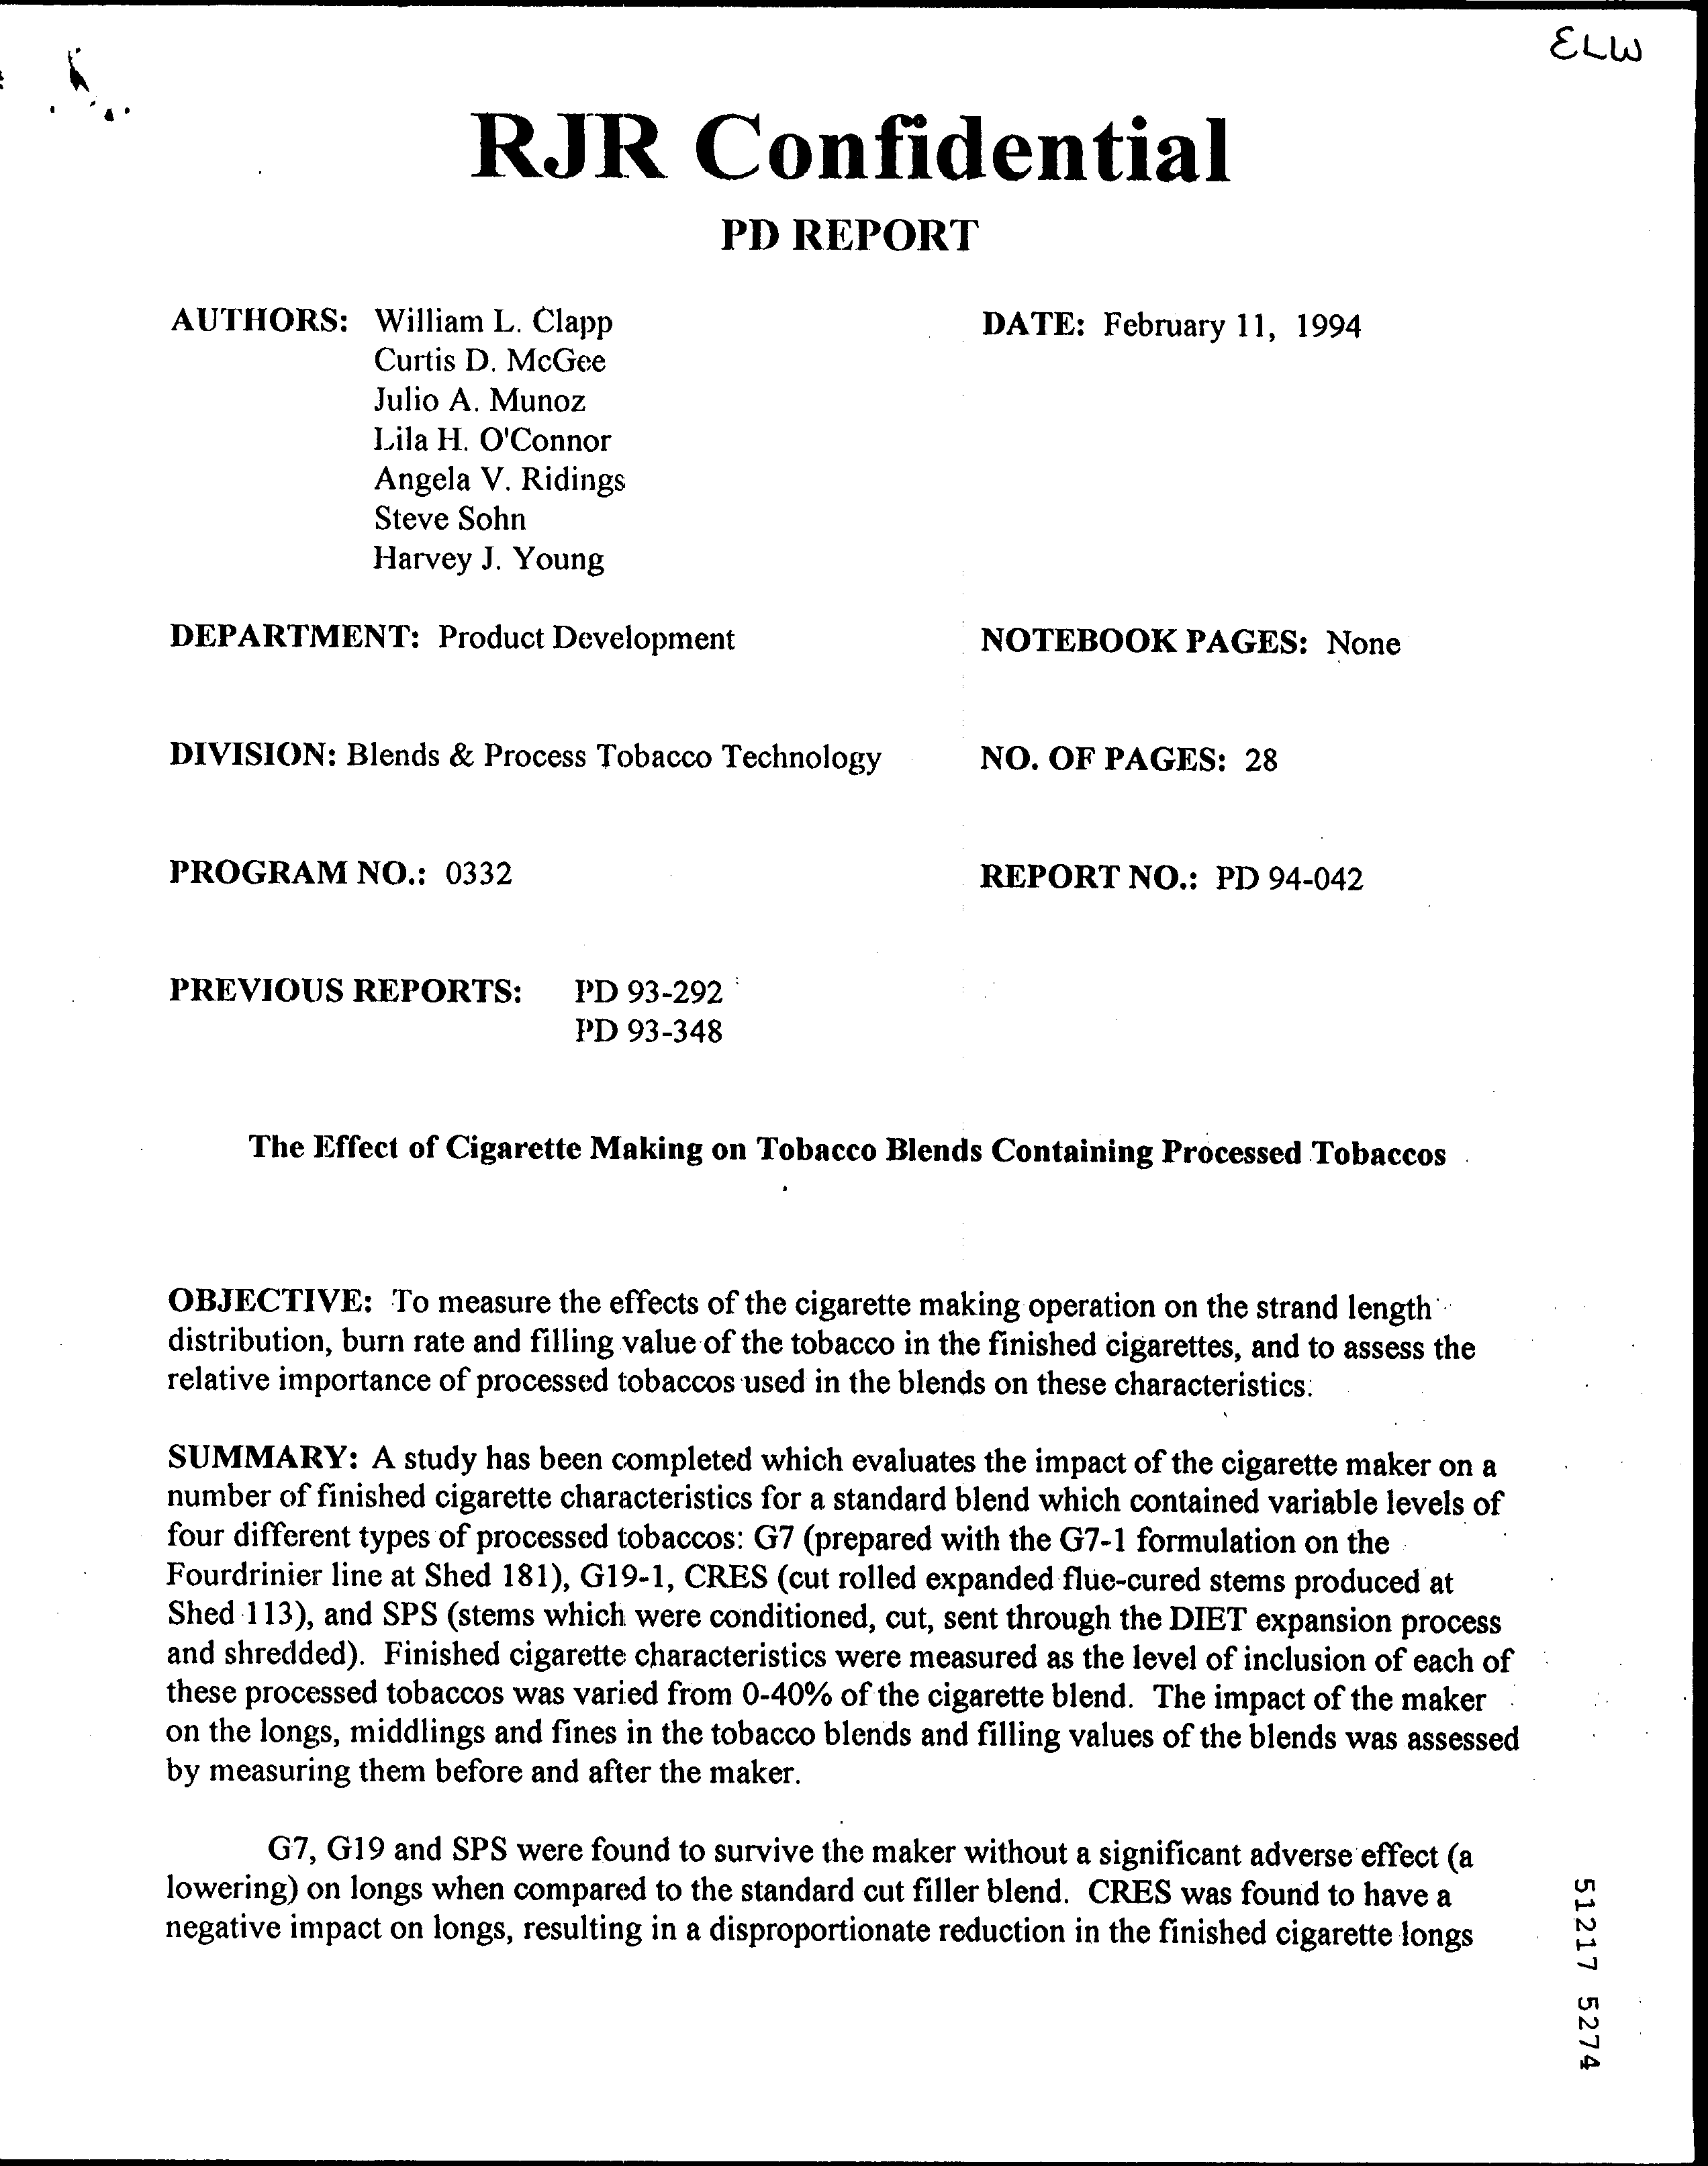 ELW
RJR Confidential
PD REPORT
AUTHORS: William L. Clapp
Curtis D. McGee
Julio A. Munoz
Lila H. O'Connor
Angela V. Ridings
Steve Sohn
Harvey J. Young
DATE: February 11, 1994
DEPARTMENT: Product Development
NOTEBOOK PAGES: None
DIVISION: Blends & Process Tobacco Technology
NO. OF PAGES: 28
PROGRAM NO.: 0332
REPORT NO.: PD 94-042
PREVIOUS REPORTS: PD 93-292
PD 93-348
The Effect of Cigarette Making on Tobacco Blends Containing Processed Tobaccos
OBJECTIVE: To measure the effects of the cigarette making operation on the strand length
distribution, burn rate and filling value of the tobacco in the finished cigarettes, and to assess the
relative importance of processed tobaccos used in the blends on these characteristics.
SUMMARY: A study has been completed which evaluates the impact of the cigarette maker on a
number of finished cigarette characteristics for a standard blend which contained variable levels of
four different types of processed tobaccos: G7 (prepared with the G7-1 formulation on the
Fourdrinier line at Shed 181), G19-1, CRES (cut rolled expanded flue-cured stems produced at
Shed 113), and SPS (stems which were conditioned, cut, sent through the DIET expansion process
and shredded). Finished cigarette characteristics were measured as the level of inclusion of each of
these processed tobaccos was varied from 0-40% of the cigarette blend. The impact of the maker
on the longs, middlings and fines in the tobacco blends and filling values of the blends was assessed
by measuring them before and after the maker.
G7, G19 and SPS were found to survive the maker without a significant adverse effect (a
lowering) on longs when compared to the standard cut filler blend. CRES was found to have a
negative impact on longs, resulting in a disproportionate reduction in the finished cigarette longs
51217 5274